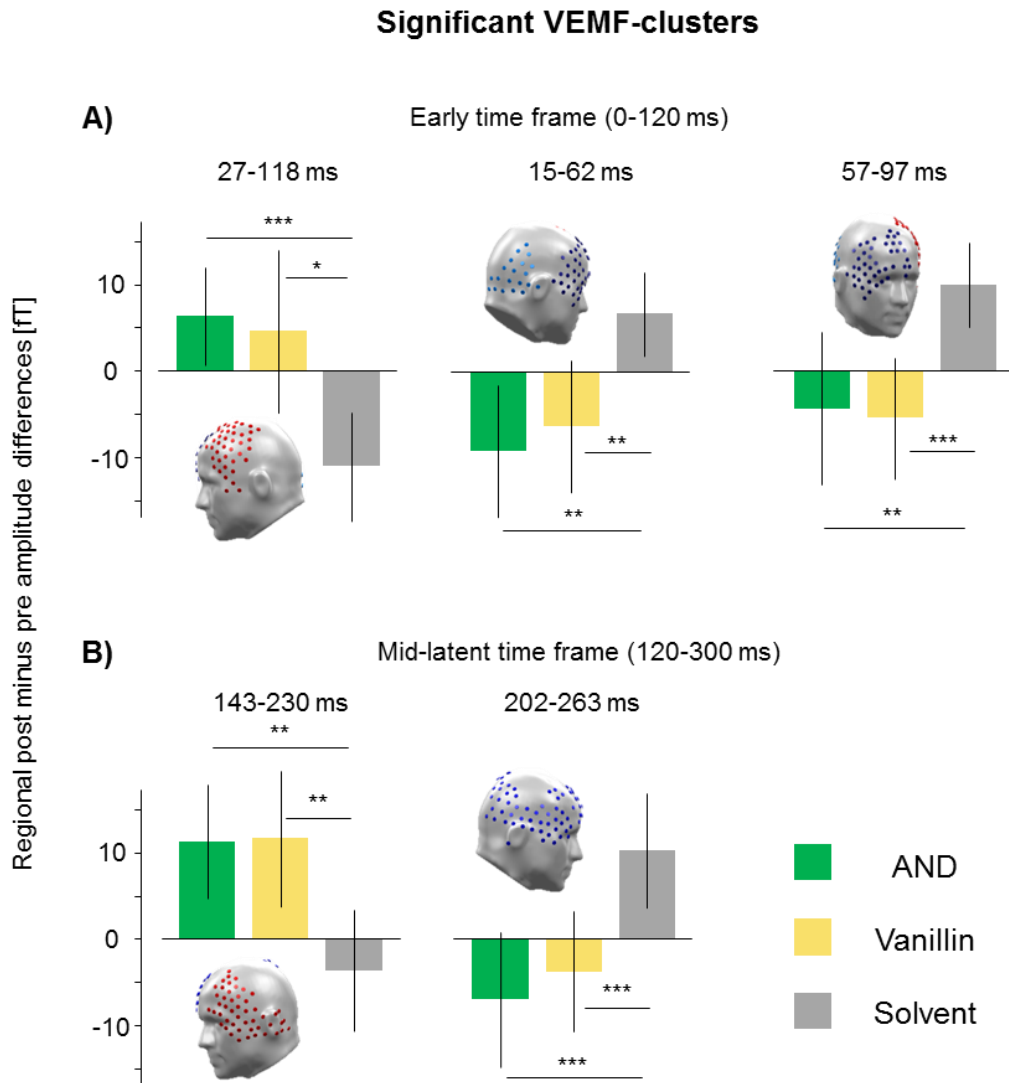 Significant VEMF-clusters
A)
Early time frame (0-120 ms)
27-118 ms
15-62 ms
57-97 ms
***
*
**
**
***
**
10
0
-10
Regional post minus pre amplitude differences [fT]
B)
Mid-latent time frame (120-300 ms)
143-230 ms
202-263 ms
**
**
***
***
10
0
-10
AND
Vanillin
Solvent